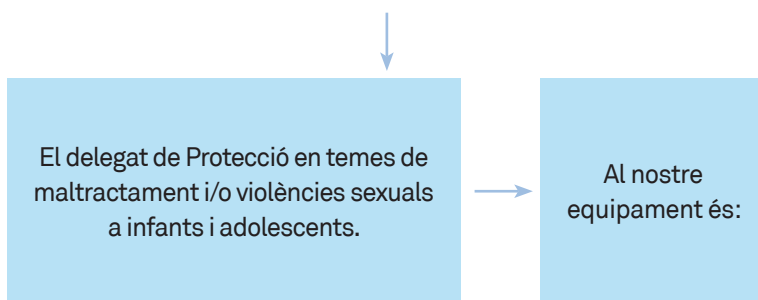 El delegat de Protecció en temes de
maltractament i/o violències sexuals
a infants i adolescents.
Al nostre
equipament és: